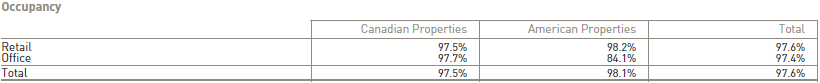 Occupancy
Canadian Properties American Properties Total
Retail 97.5% 98.2% 97.6%
Office 97.7% 84.1% 97.4%
Total 97.5% 98.1% 97.6%